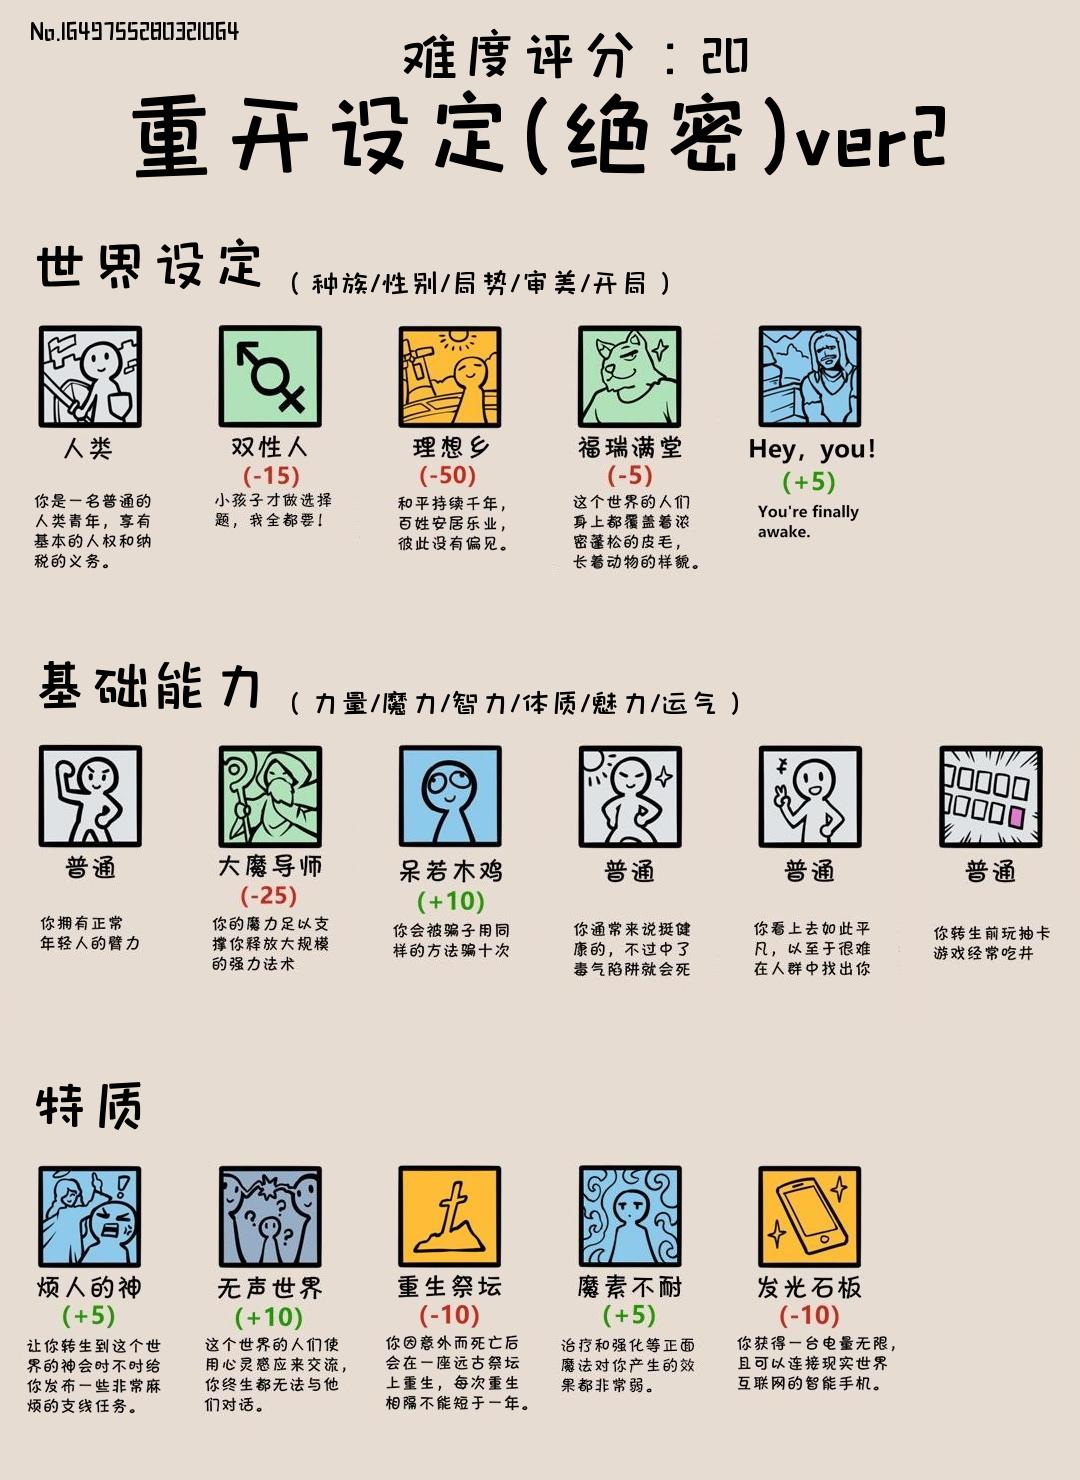 No.1649755280321064
难度评分：20
重开设定(绝密)ver2
世界设定 (种族/性别/局势/审美/开局)
人类 双性人 理想乡 福瑞满堂 Hey, you!
(-15) (-50) (-5) (+5)
你是一名普通的
人类青年，享有
基本的人权和纳
税的义务。
小孩子才做选择
题，我全都要！
和平持续千年，
百姓安居乐业，
彼此没有偏见。
这个世界的人们
身上都覆盖着浓
密蓬松的皮毛，
长着动物的样貌。
You're finally
awake.
基础能力 (力量/魔力/智力/体质/魅力/运气)
普通 大魔导师 呆若木鸡 普通 普通 普通
(-25) (+10)
你拥有正常
年轻人的臂力
你的魔力足以支
撑你释放大规模
的强力法术
你会被骗子用同
样的方法骗十次
你通常来说挺健
康的，不过中了
毒气陷阱就会死
你看上去如此平
凡，以至于很难
在人群中找出你
你转生前玩抽卡
游戏经常吃井
特质
烦人的神 无声世界 重生祭坛 魔素不耐 发光石板
(+5) (+10) (-10) (+5) (-10)
让你转生到这个世
界的神会时不时给
你发布一些非常麻
烦的支线任务。
这个世界的人们使
用心灵感应来交流，
你终生都无法与他
们对话。
你因意外而死亡后
会在一座远古祭坛
上重生，每次重生
相隔不能短于一年。
治疗和强化等正面
魔法对你产生的效
果都非常弱。
你获得一台电量无限，
且可以连接现实世界
互联网的智能手机。